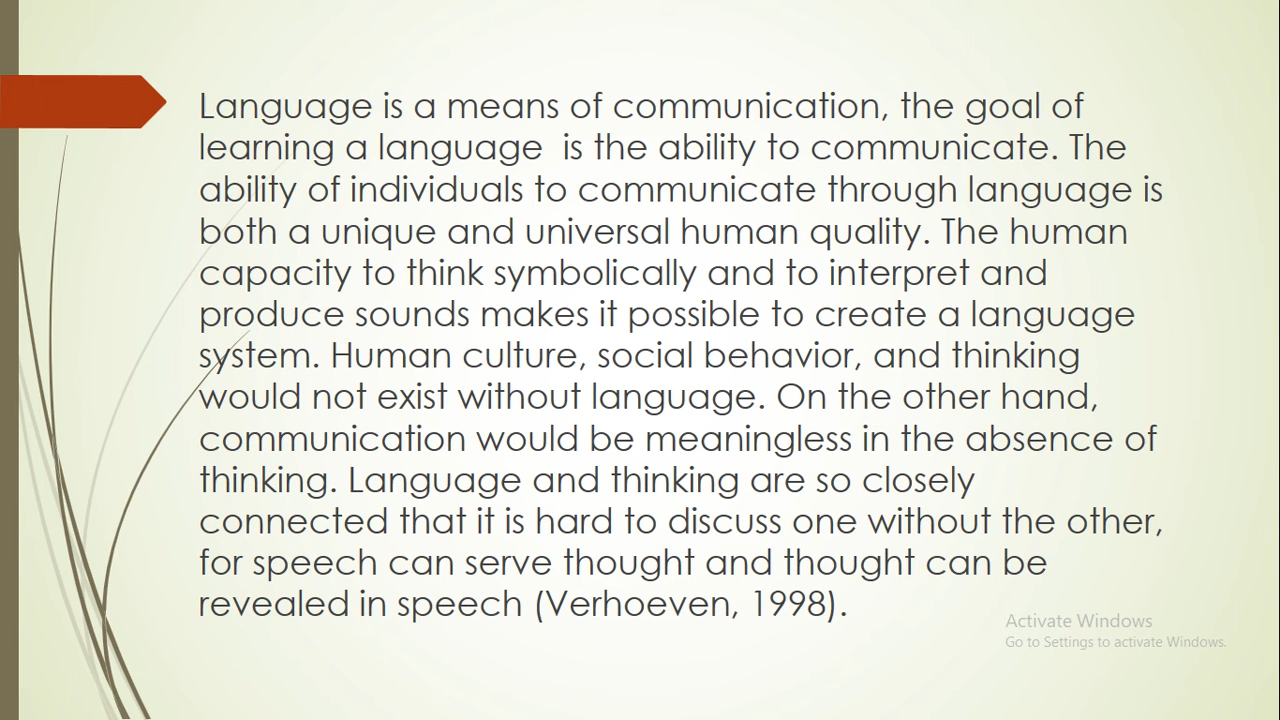 Language is a means of communication, the goal of
learning a language  is the ability to communicate. The
ability of individuals to communicate through language is
both a unique and universal human quality. The human
capacity to think symbolically and to interpret and
produce sounds makes it possible to create a language
system. Human culture, social behavior, and thinking
would not exist without language. On the other hand,
communication would be meaningless in the absence of
thinking. Language and thinking are so closely
connected that it is hard to discuss one without the other,
for speech can serve thought and thought can be
revealed in speech (Verhoeven, 1998).
Activate Windows
Go to Settings to activate Windows.